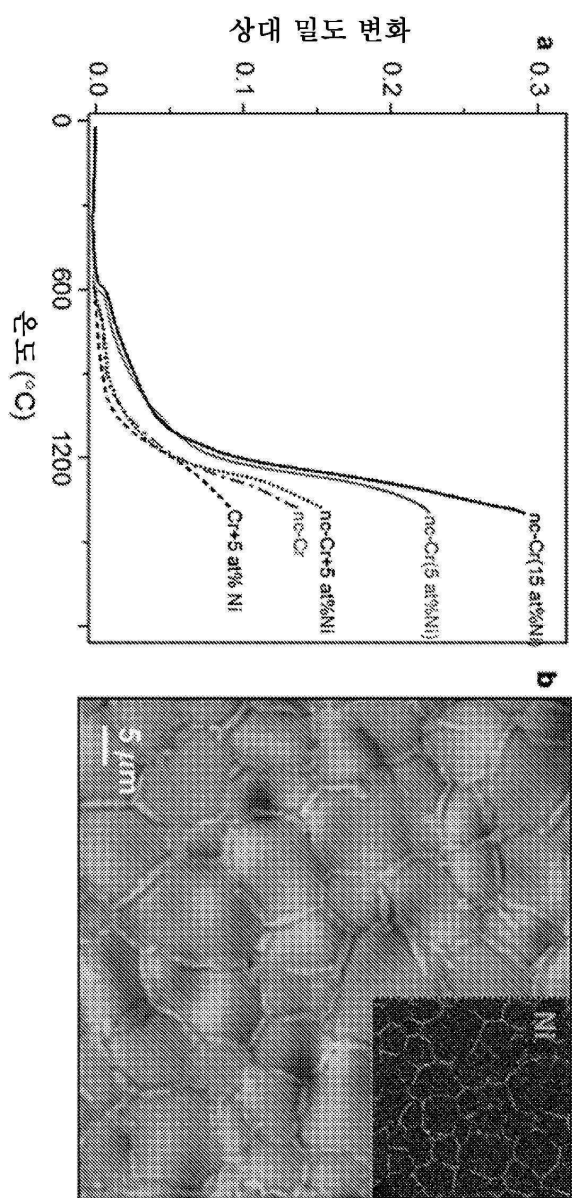 a
상대 밀도 변화
0.3
0.2
0.1
0.0
0
600
1200
온도 (°C)
nc-Cr(15 at%Ni)
nc-Cr(5 at%Ni)
nc-Cr+5 at%Ni
nc-Cr
Cr+5 at% Ni
b
Ni
5 µm